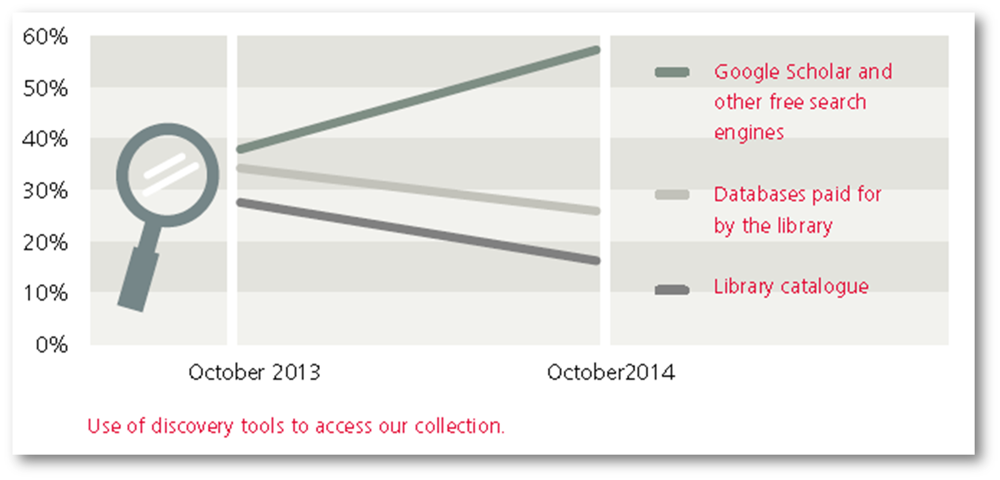 60%
50%
40%
30%
20%
10%
0%
October 2013
October2014
Google Scholar and
other free search
engines
Databases paid for
by the library
Library catalogue
Use of discovery tools to access our collection.